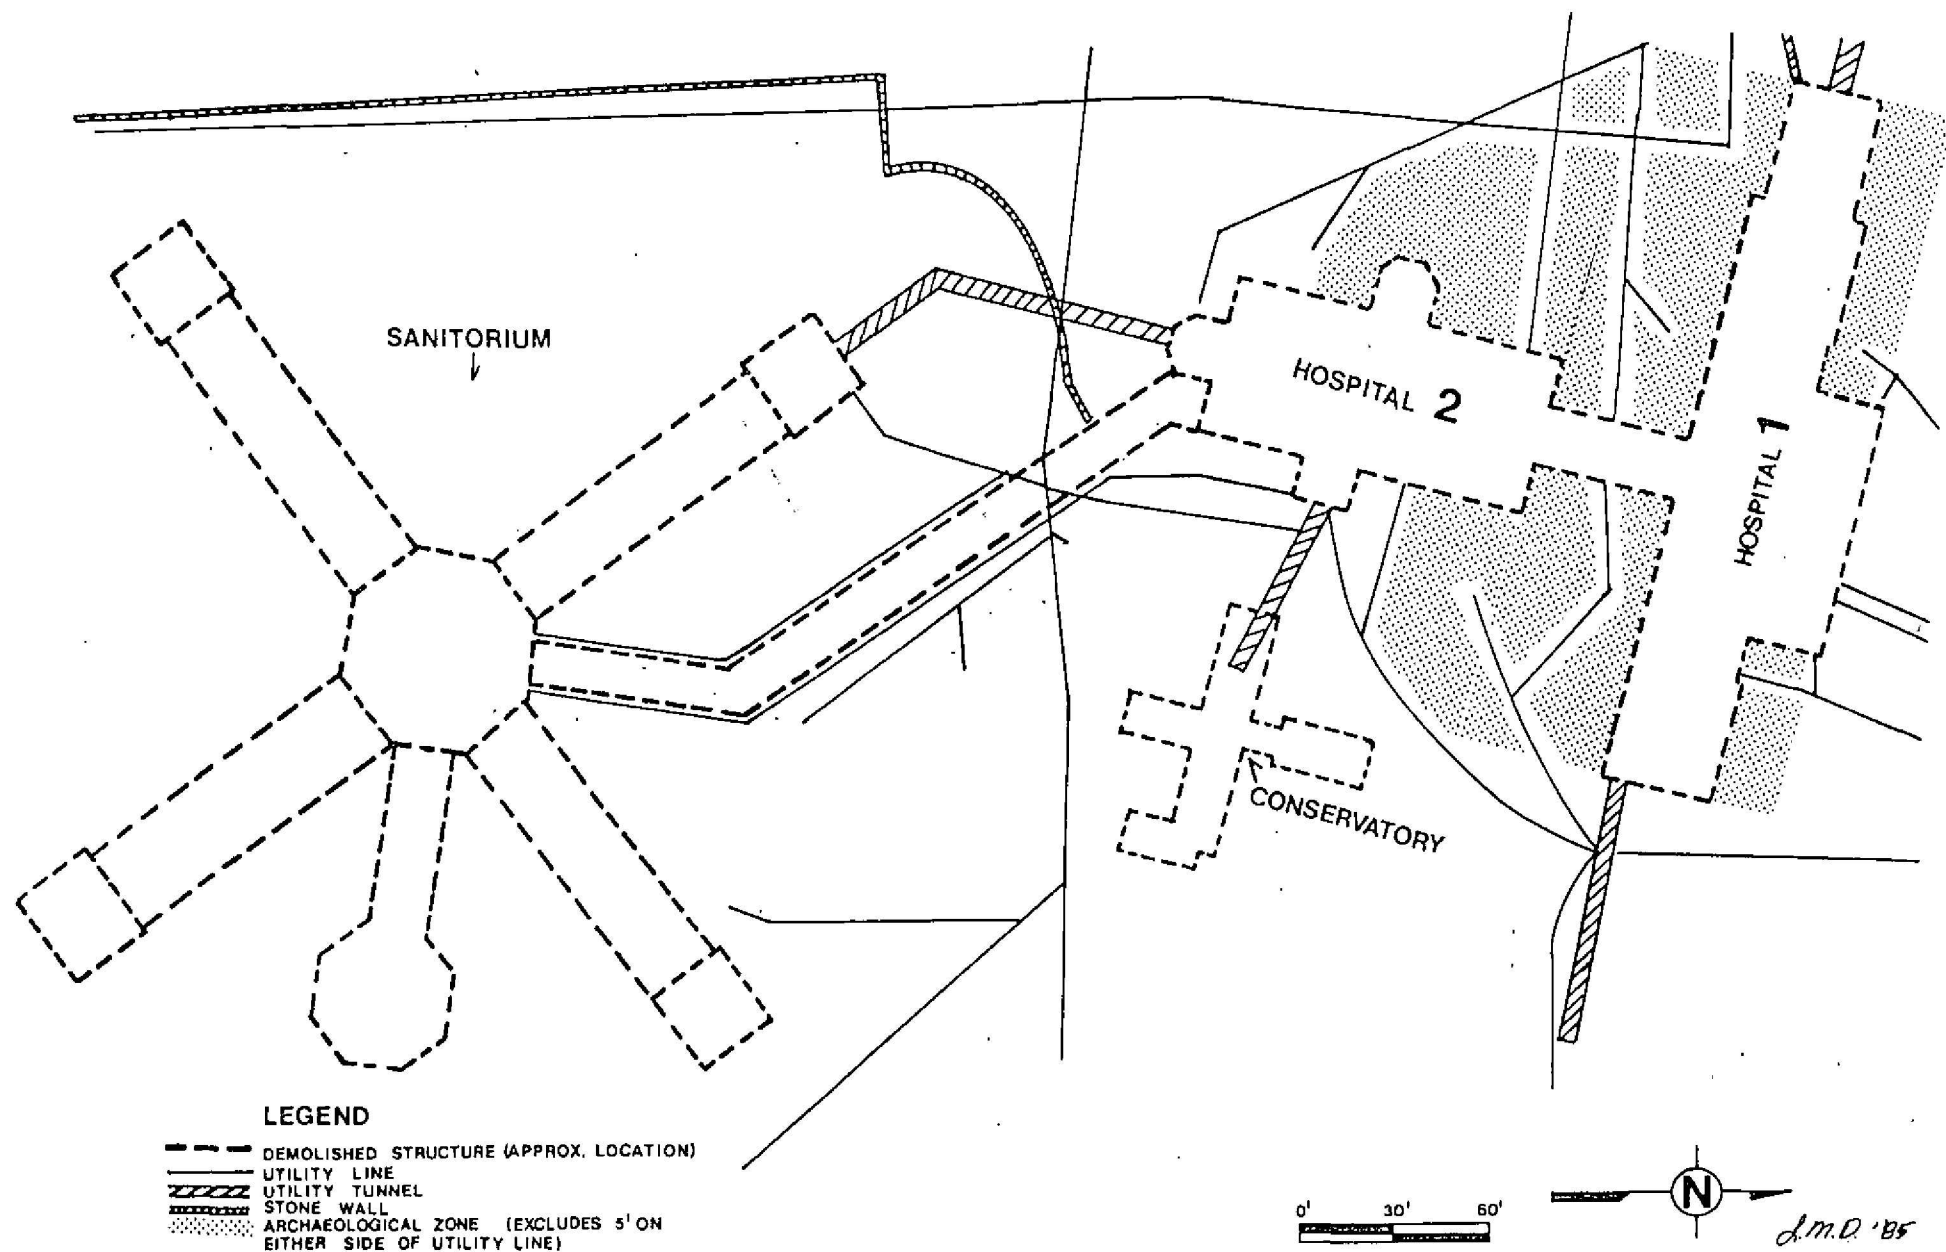 SANITORIUM
HOSPITAL 2
HOSPITAL 1
CONSERVATORY
LEGEND
DEMOLISHED STRUCTURE (APPROX. LOCATION)
UTILITY LINE
UTILITY TUNNEL
STONE WALL
ARCHAEOLOGICAL ZONE (EXCLUDES 5' ON
EITHER SIDE OF UTILITY LINE)
0' 30' 60'
N
J.M.D. '85